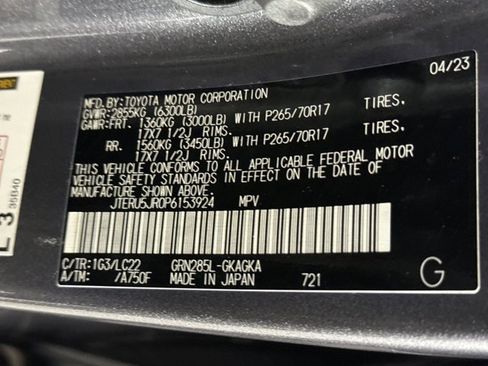 04/23
MFD.BY:TOYOTA MOTOR CORPORATION
GVWR:2855KG (6300LB)
GAWR:FRT. 1360KG (3000LB) WITH P265/70R17 TIRES,
17X7 1/2J RIMS.
RR. 1560KG (3450LB) WITH P265/70R17 TIRES,
17X7 1/2J RIMS.
THIS VEHICLE CONFORMS TO ALL APPLICABLE FEDERAL MOTOR
VEHICLE SAFETY STANDARDS IN EFFECT ON THE DATE OF
MANUFACTURE SHOWN ABOVE.
JTERU5JR0P6153924 MPV
C/TR:1G3/LC22 GRN285L-GKAGKA
A/TM: /A750F MADE IN JAPAN 721
G
35B40